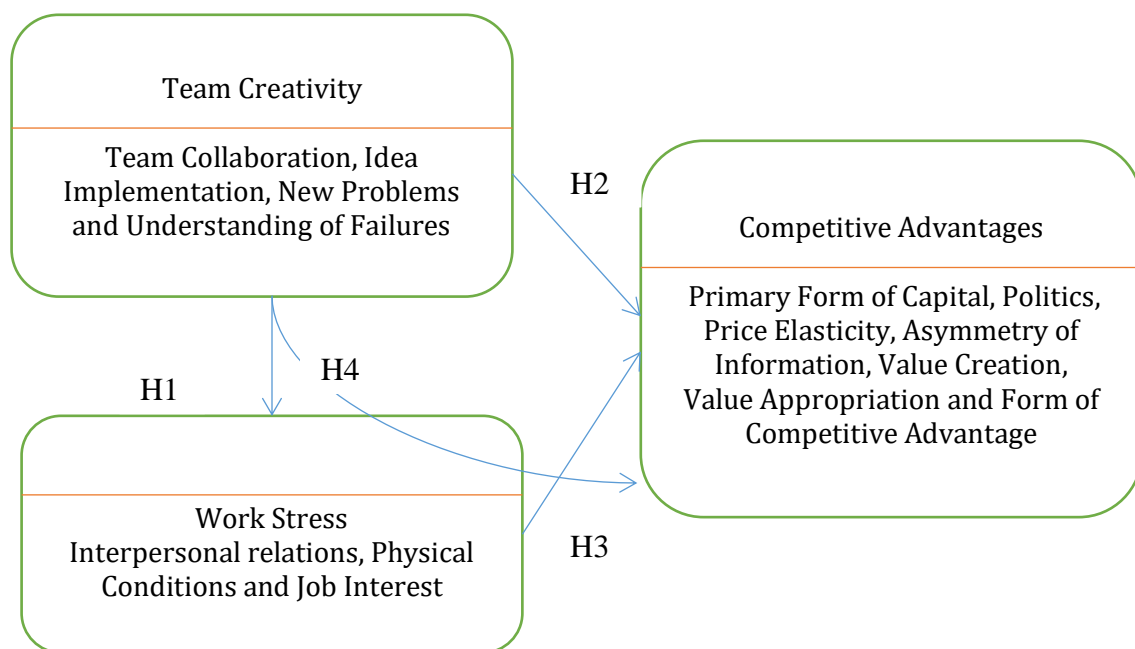 Team Creativity
Team Collaboration, Idea
Implementation, New Problems
and Understanding of Failures
H2
Competitive Advantages
Primary Form of Capital, Politics,
Price Elasticity, Asymmetry of
Information, Value Creation,
Value Appropriation and Form of
Competitive Advantage
H4
H1
Work Stress
Interpersonal relations, Physical
Conditions and Job Interest
H3